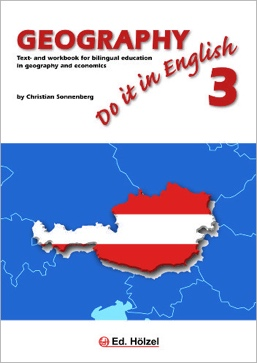 GEOGRAPHY
Do it in English
3
Text- and workbook for bilingual education
in geography and economics
by Christian Sonnenberg
Ed. Hölzel